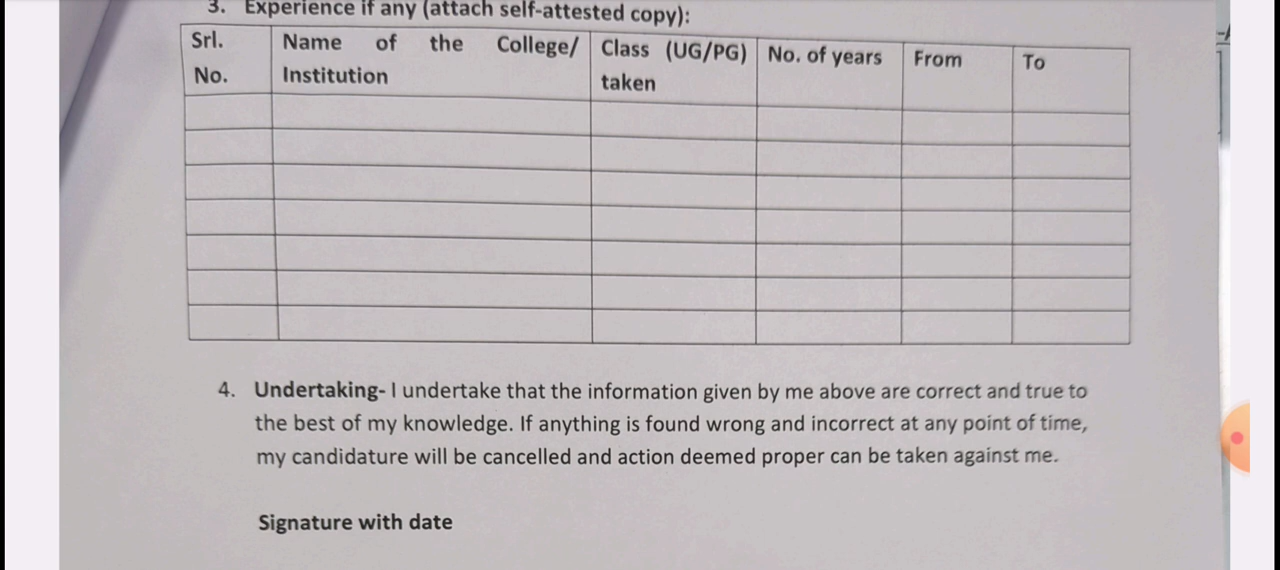 3. Experience if any (attach self-attested copy):
Srl. No.
Name of the College/ Institution
Class (UG/PG) taken
No. of years
From
To
4. Undertaking- I undertake that the information given by me above are correct and true to
the best of my knowledge. If anything is found wrong and incorrect at any point of time,
my candidature will be cancelled and action deemed proper can be taken against me.
Signature with date